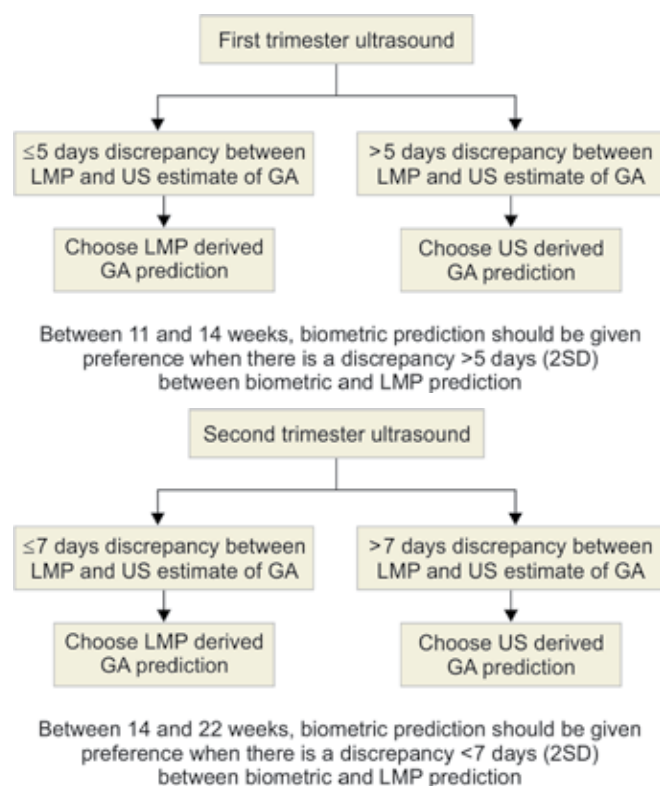 First trimester ultrasound
≤5 days discrepancy between
LMP and US estimate of GA
>5 days discrepancy between
LMP and US estimate of GA
Choose LMP derived
GA prediction
Choose US derived
GA prediction
Between 11 and 14 weeks, biometric prediction should be given
preference when there is a discrepancy >5 days (2SD)
between biometric and LMP prediction
Second trimester ultrasound
≤7 days discrepancy between
LMP and US estimate of GA
>7 days discrepancy between
LMP and US estimate of GA
Choose LMP derived
GA prediction
Choose US derived
GA prediction
Between 14 and 22 weeks, biometric prediction should be given
preference when there is a discrepancy <7 days (2SD)
between biometric and LMP prediction